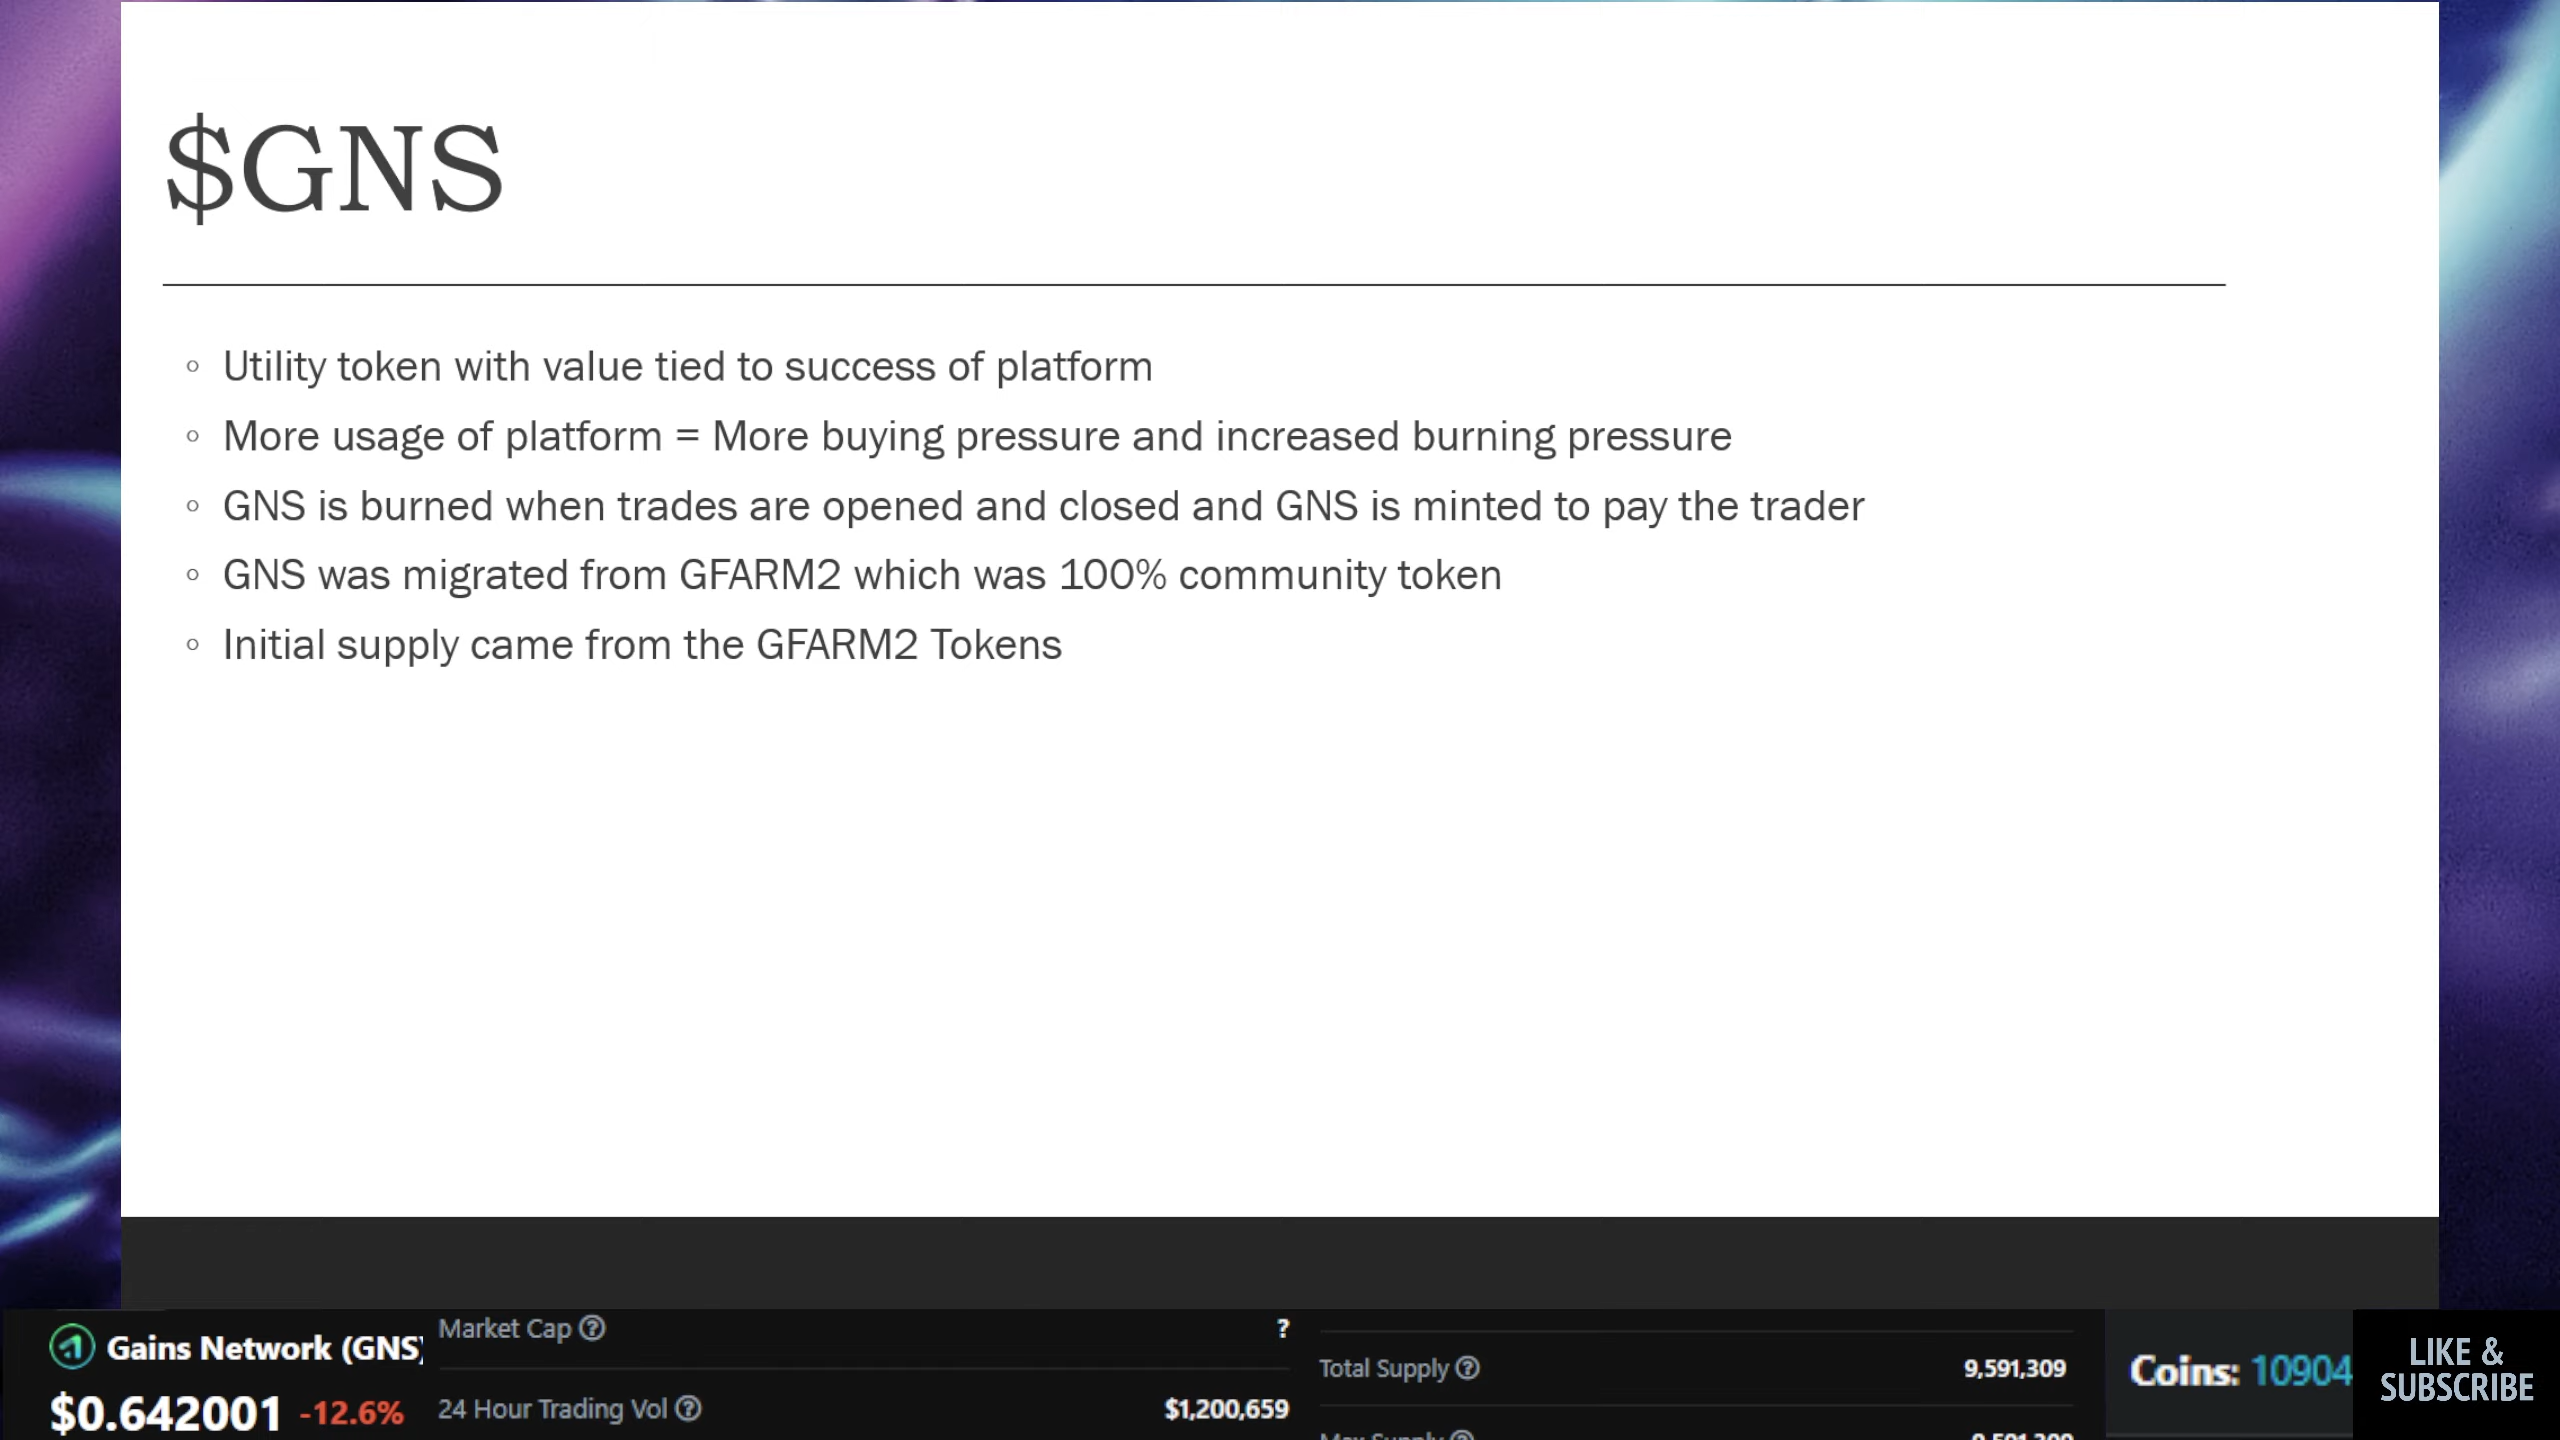 $GNS
◦ Utility token with value tied to success of platform
◦ More usage of platform = More buying pressure and increased burning pressure
◦ GNS is burned when trades are opened and closed and GNS is minted to pay the trader
◦ GNS was migrated from GFARM2 which was 100% community token
◦ Initial supply came from the GFARM2 Tokens
Gains Network (GNS)
$0.642001 -12.6%
Market Cap ?
24 Hour Trading Vol $1,200,659
Total Supply 9,591,309
Coins: 10904
LIKE &
SUBSCRIBE